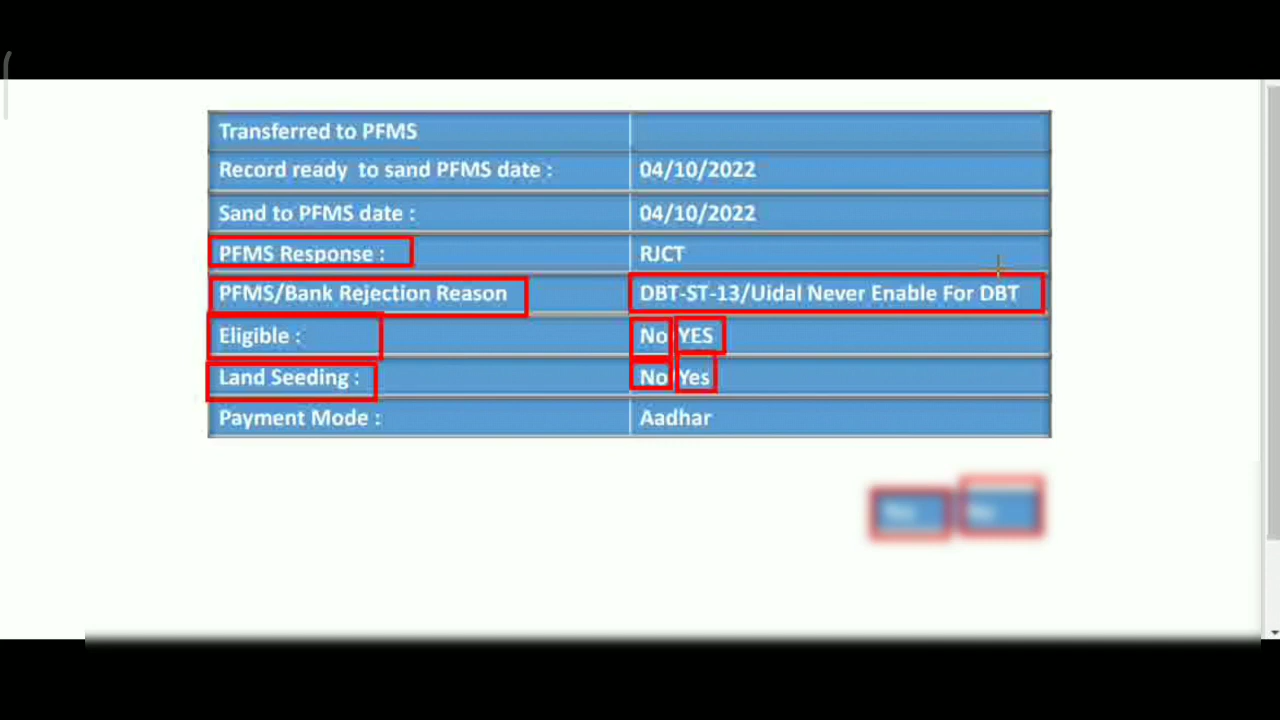 Transferred to PFMS
Record ready to sand PFMS date : 04/10/2022
Sand to PFMS date : 04/10/2022
PFMS Response : RJCT
PFMS/Bank Rejection Reason DBT-ST-13/Uidal Never Enable For DBT
Eligible : No YES
Land Seeding : No Yes
Payment Mode : Aadhar